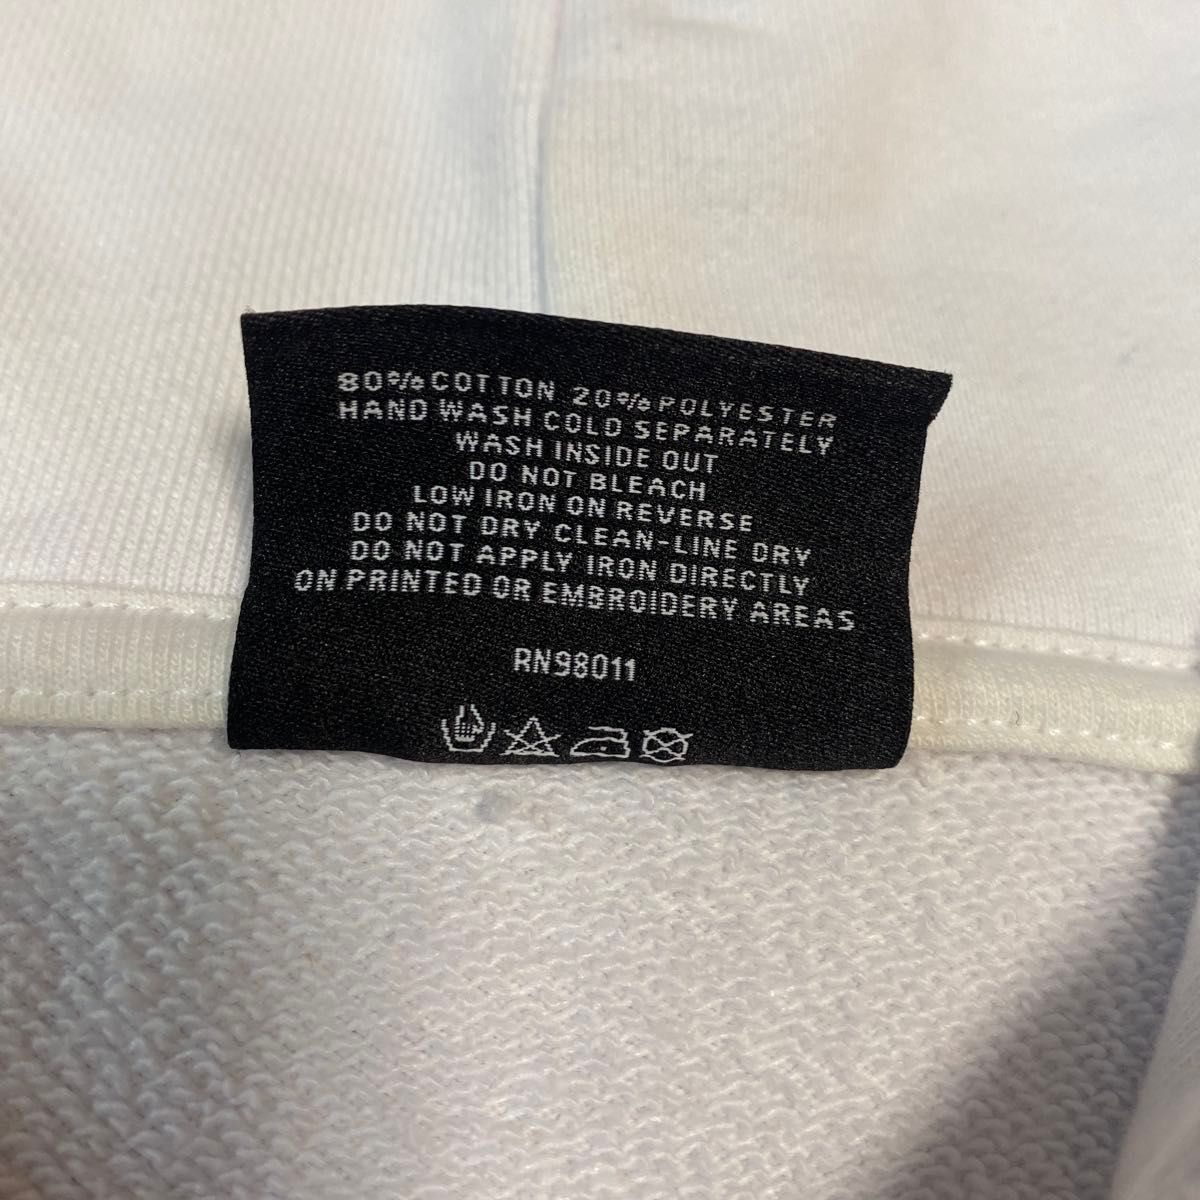 80% COTTON 20% POLYESTER
HAND WASH COLD SEPARATELY
WASH INSIDE OUT
DO NOT BLEACH
LOW IRON ON REVERSE
DO NOT DRY CLEAN-LINE DRY
DO NOT APPLY IRON DIRECTLY
ON PRINTED OR EMBROIDERY AREAS
RN98011